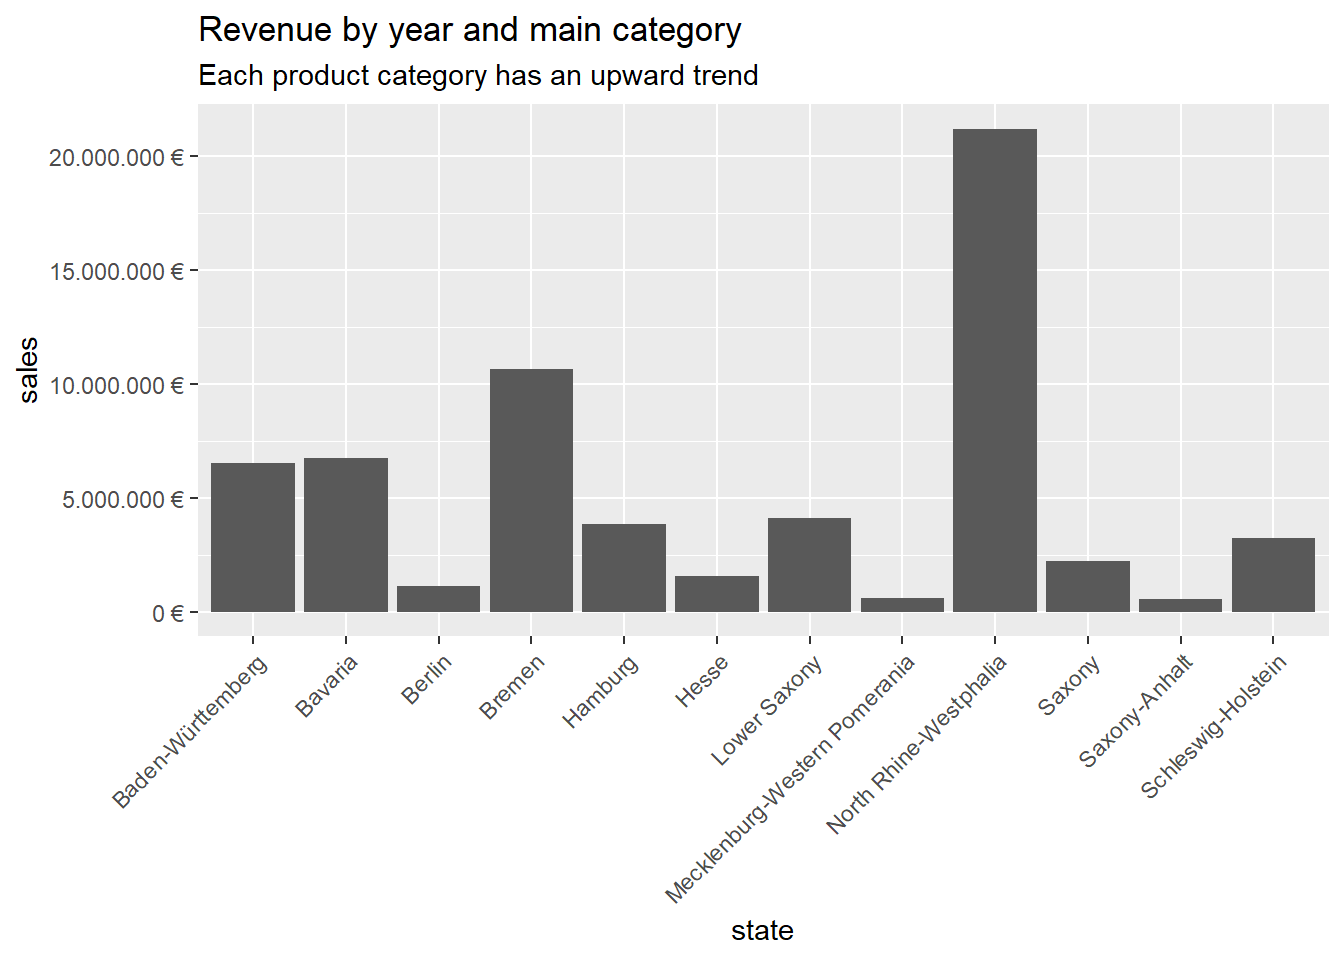 Revenue by year and main category
Each product category has an upward trend
sales
20.000.000 €
15.000.000 €
10.000.000 €
5.000.000 €
0 €
Baden-Württemberg
Bavaria
Berlin
Bremen
Hamburg
Hesse
Lower Saxony
Mecklenburg-Western Pomerania
North Rhine-Westphalia
Saxony
Saxony-Anhalt
Schleswig-Holstein
state